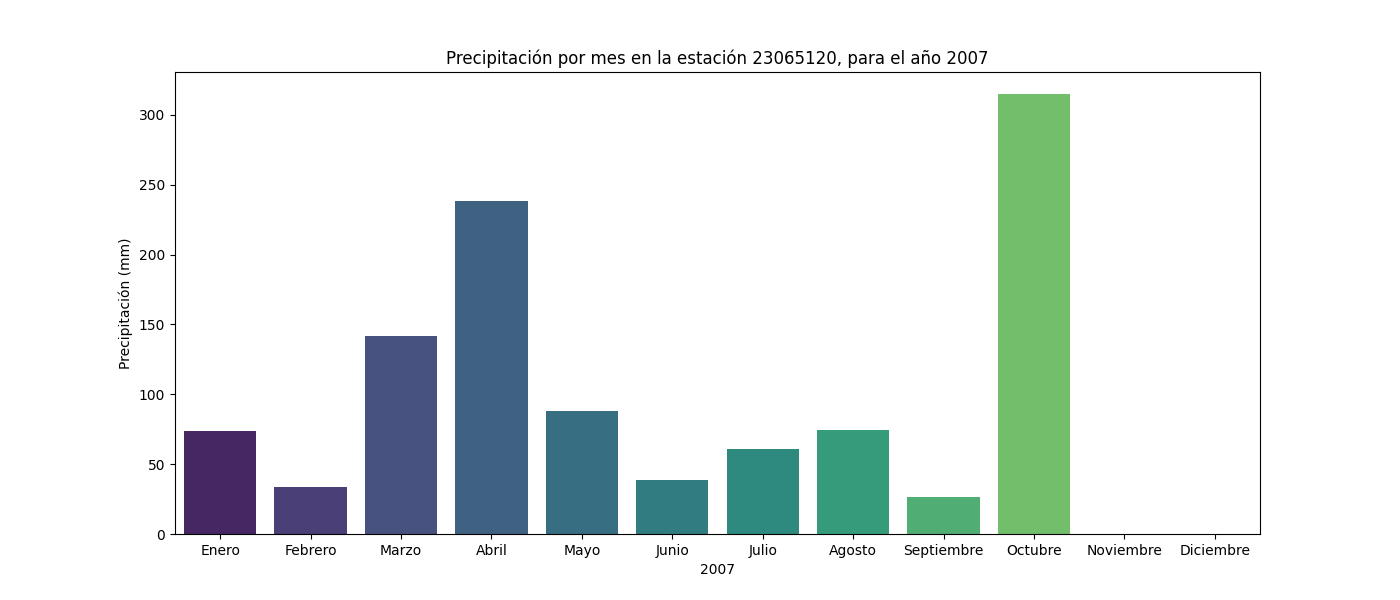 Precipitación por mes en la estación 23065120, para el año 2007
Precipitación (mm)
300
250
200
150
100
50
0
Enero Febrero Marzo Abril Mayo Junio Julio Agosto Septiembre Octubre Noviembre Diciembre
2007